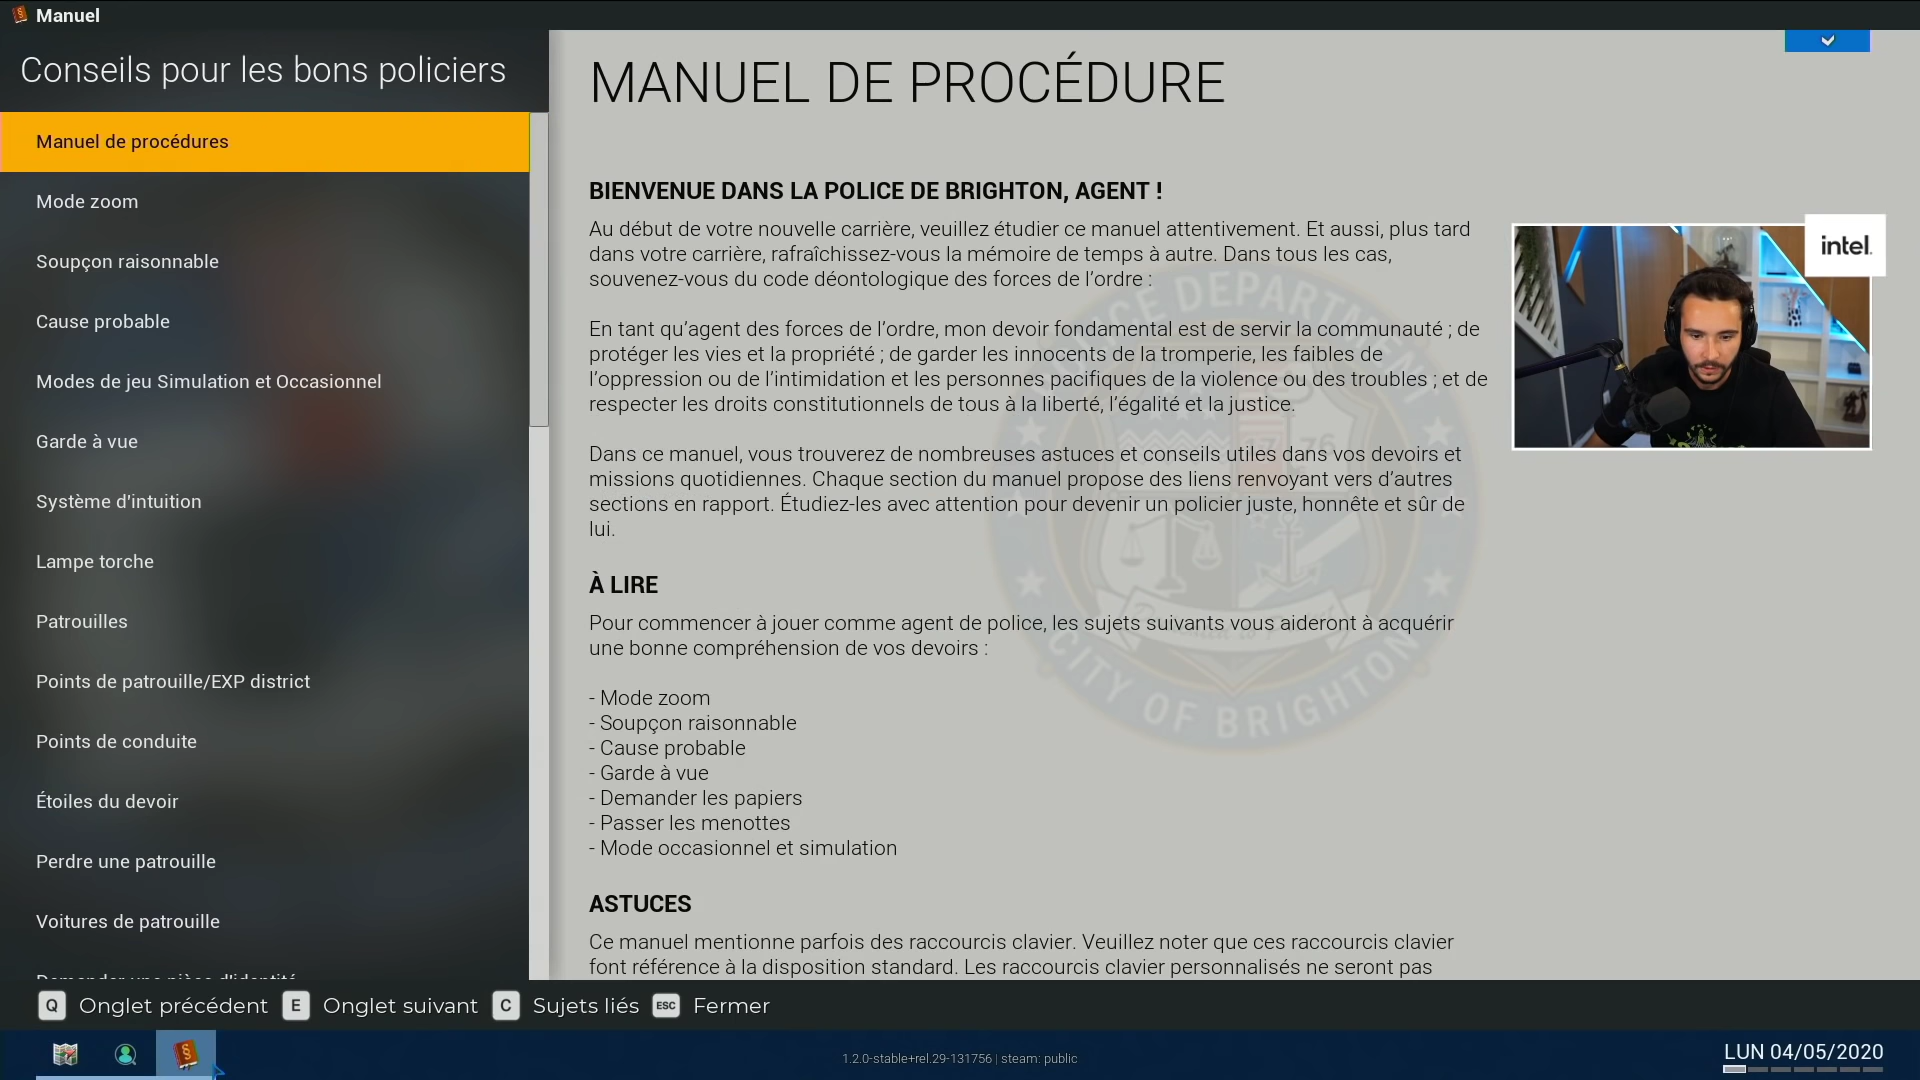 Manuel
Conseils pour les bons policiers
Manuel de procédures
Mode zoom
Soupçon raisonnable
Cause probable
Modes de jeu Simulation et Occasionnel
Garde à vue
Système d'intuition
Lampe torche
Patrouilles
Points de patrouille/EXP district
Points de conduite
Étoiles du devoir
Perdre une patrouille
Voitures de patrouille
Demander une pièce d'identité
MANUEL DE PROCÉDURE
BIENVENUE DANS LA POLICE DE BRIGHTON, AGENT !
Au début de votre nouvelle carrière, veuillez étudier ce manuel attentivement. Et aussi, plus tard
dans votre carrière, rafraîchissez-vous la mémoire de temps à autre. Dans tous les cas,
souvenez-vous du code déontologique des forces de l’ordre :
En tant qu’agent des forces de l’ordre, mon devoir fondamental est de servir la communauté ; de
protéger les vies et la propriété ; de garder les innocents de la tromperie, les faibles de
l’oppression ou de l’intimidation et les personnes pacifiques de la violence ou des troubles ; et de
respecter les droits constitutionnels de tous à la liberté, l’égalité et la justice.
Dans ce manuel, vous trouverez de nombreuses astuces et conseils utiles dans vos devoirs et
missions quotidiennes. Chaque section du manuel propose des liens renvoyant vers d’autres
sections en rapport. Étudiez-les avec attention pour devenir un policier juste, honnête et sûr de
lui.
À LIRE
Pour commencer à jouer comme agent de police, les sujets suivants vous aideront à acquérir
une bonne compréhension de vos devoirs :
- Mode zoom
- Soupçon raisonnable
- Cause probable
- Garde à vue
- Demander les papiers
- Passer les menottes
- Mode occasionnel et simulation
ASTUCES
Ce manuel mentionne parfois des raccourcis clavier. Veuillez noter que ces raccourcis clavier
font référence à la disposition standard. Les raccourcis clavier personnalisés ne seront pas
POLICE DEPARTMENT
1776
CITY OF BRIGHTON
intel.
Q Onglet précédent E Onglet suivant C Sujets liés ESC Fermer
1.2.0-stable+rel.29-131756 | steam: public
LUN 04/05/2020